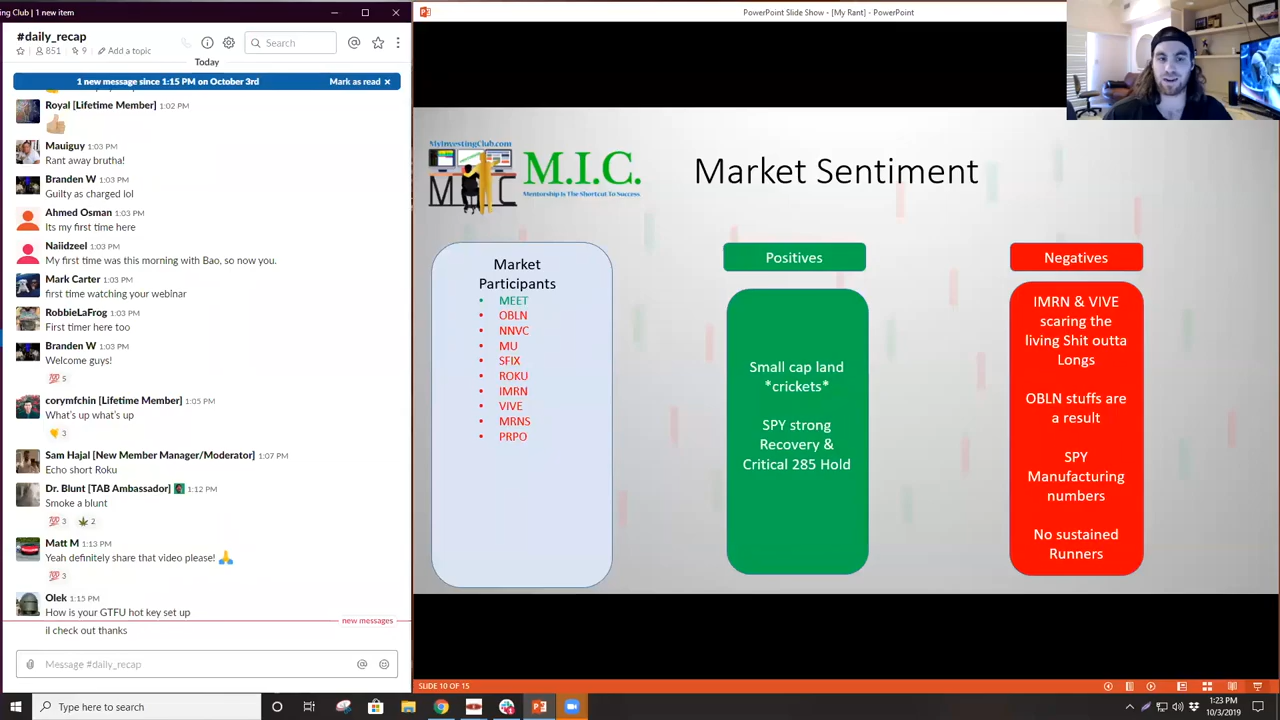 ing Club | ...
#daily_recap
851
9
Add a topic
Search
Today
1 new message since 1:15 PM on October 3rd
Mark as read ×
Royal [Lifetime Member] 1:02 PM
Mauiguy 1:03 PM
Rant away brutha!
Branden W 1:03 PM
Guilty as charged lol
Ahmed Osman 1:03 PM
Its my first time here
Naiidzeel 1:03 PM
My first time was this morning with Bao, so now you.
Mark Carter 1:03 PM
first time watching your webinar
RobbieLaFrog 1:03 PM
First timer here too
Branden W 1:03 PM
Welcome guys!
5
corymfchin [Lifetime Member] 1:05 PM
What's up what's up
3
Sam Hajal [New Member Manager/Moderator] 1:07 PM
Echo short Roku
Dr. Blunt [TAB Ambassador] 1:12 PM
Smoke a blunt
3
2
Matt M 1:13 PM
Yeah definitely share that video please!
3
Olek 1:15 PM
How is your GTFU hot key set up
new messages
il check out thanks
Message #daily_recap
PowerPoint Slide Show - [My Rant] - PowerPoint
MyInvestingClub.com
MIC
M.I.C.
Mentorship Is The Shortcut To Success
Market Sentiment
Market
Participants
• MEET
• OBLN
• NNVC
• MU
• SFIX
• ROKU
• IMRN
• VIVE
• MRNS
• PRPO
Positives
Small cap land
*crickets*
SPY strong
Recovery &
Critical 285 Hold
Negatives
IMRN & VIVE
scaring the
living Shit outta
Longs
OBLN stuffs are
a result
SPY
Manufacturing
numbers
No sustained
Runners
SLIDE 10 OF 15
Type here to search
1:23 PM
10/3/2019